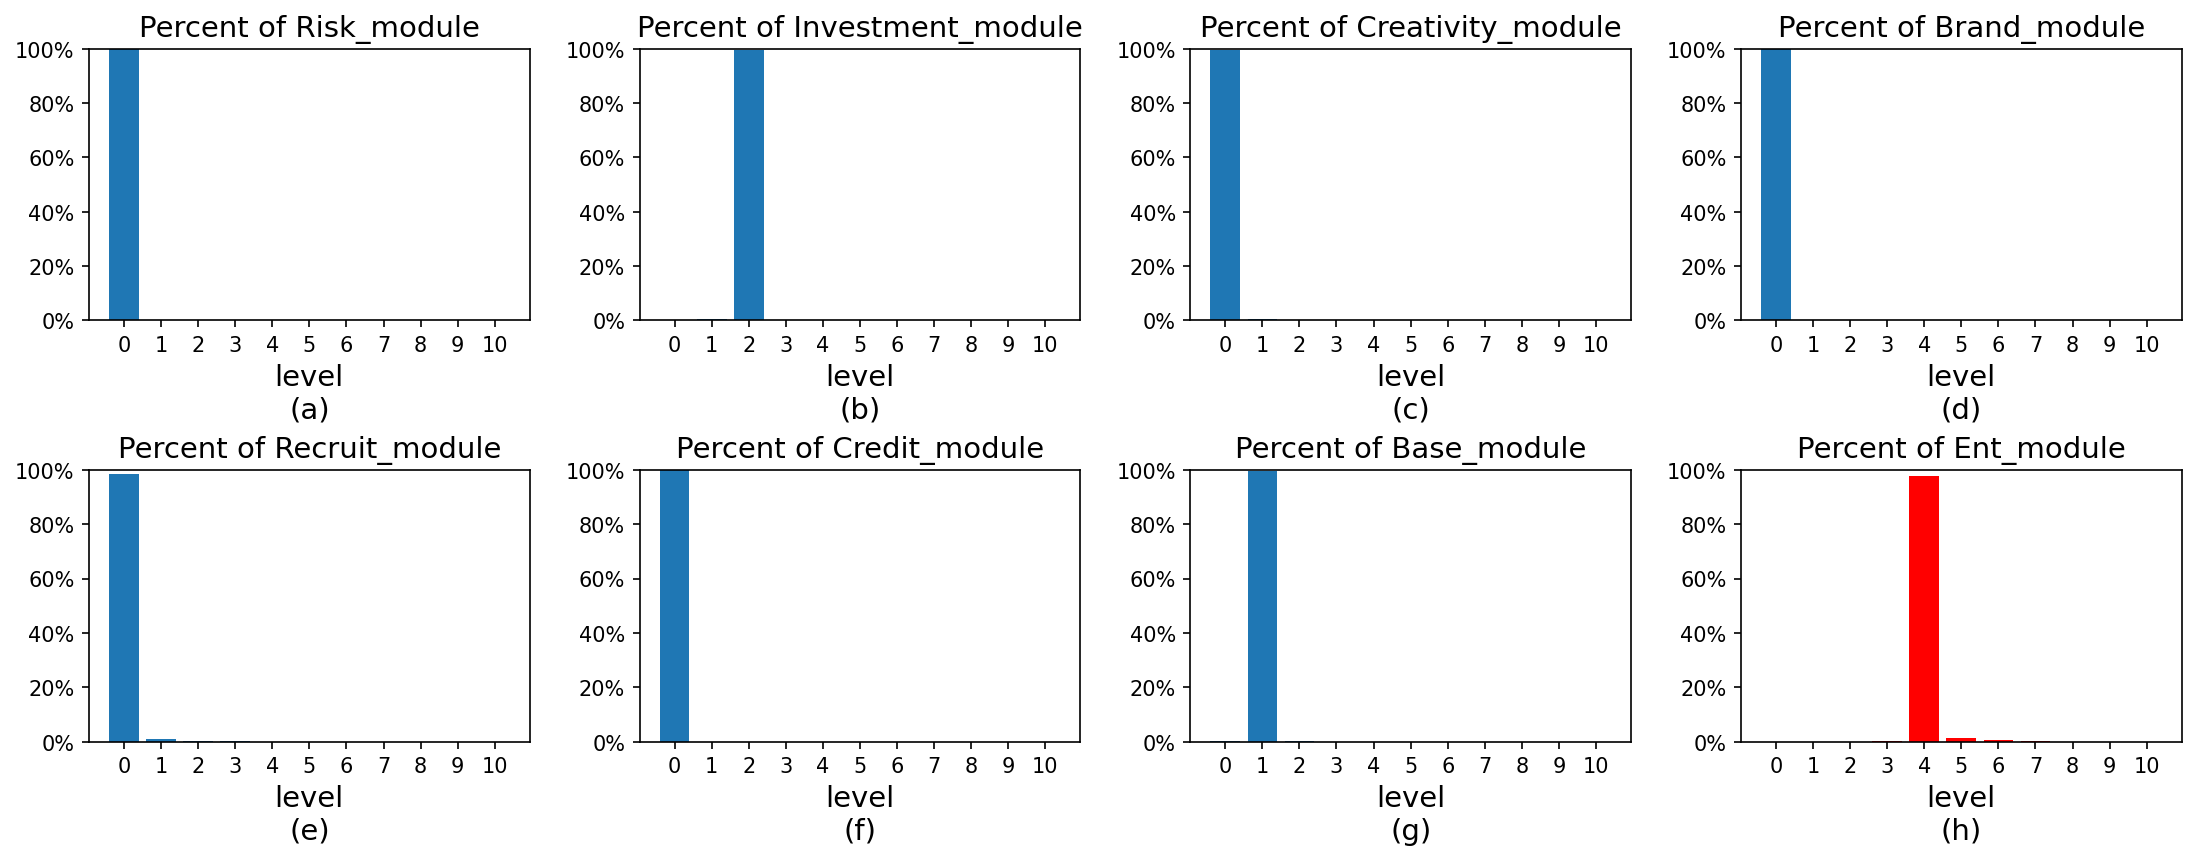 Percent of Risk_module
100%
80%
60%
40%
20%
0%
0 1 2 3 4 5 6 7 8 9 10
level
(a)
Percent of Investment_module
100%
80%
60%
40%
20%
0%
0 1 2 3 4 5 6 7 8 9 10
level
(b)
Percent of Creativity_module
100%
80%
60%
40%
20%
0%
0 1 2 3 4 5 6 7 8 9 10
level
(c)
Percent of Brand_module
100%
80%
60%
40%
20%
0%
0 1 2 3 4 5 6 7 8 9 10
level
(d)
Percent of Recruit_module
100%
80%
60%
40%
20%
0%
0 1 2 3 4 5 6 7 8 9 10
level
(e)
Percent of Credit_module
100%
80%
60%
40%
20%
0%
0 1 2 3 4 5 6 7 8 9 10
level
(f)
Percent of Base_module
100%
80%
60%
40%
20%
0%
0 1 2 3 4 5 6 7 8 9 10
level
(g)
Percent of Ent_module
100%
80%
60%
40%
20%
0%
0 1 2 3 4 5 6 7 8 9 10
level
(h)